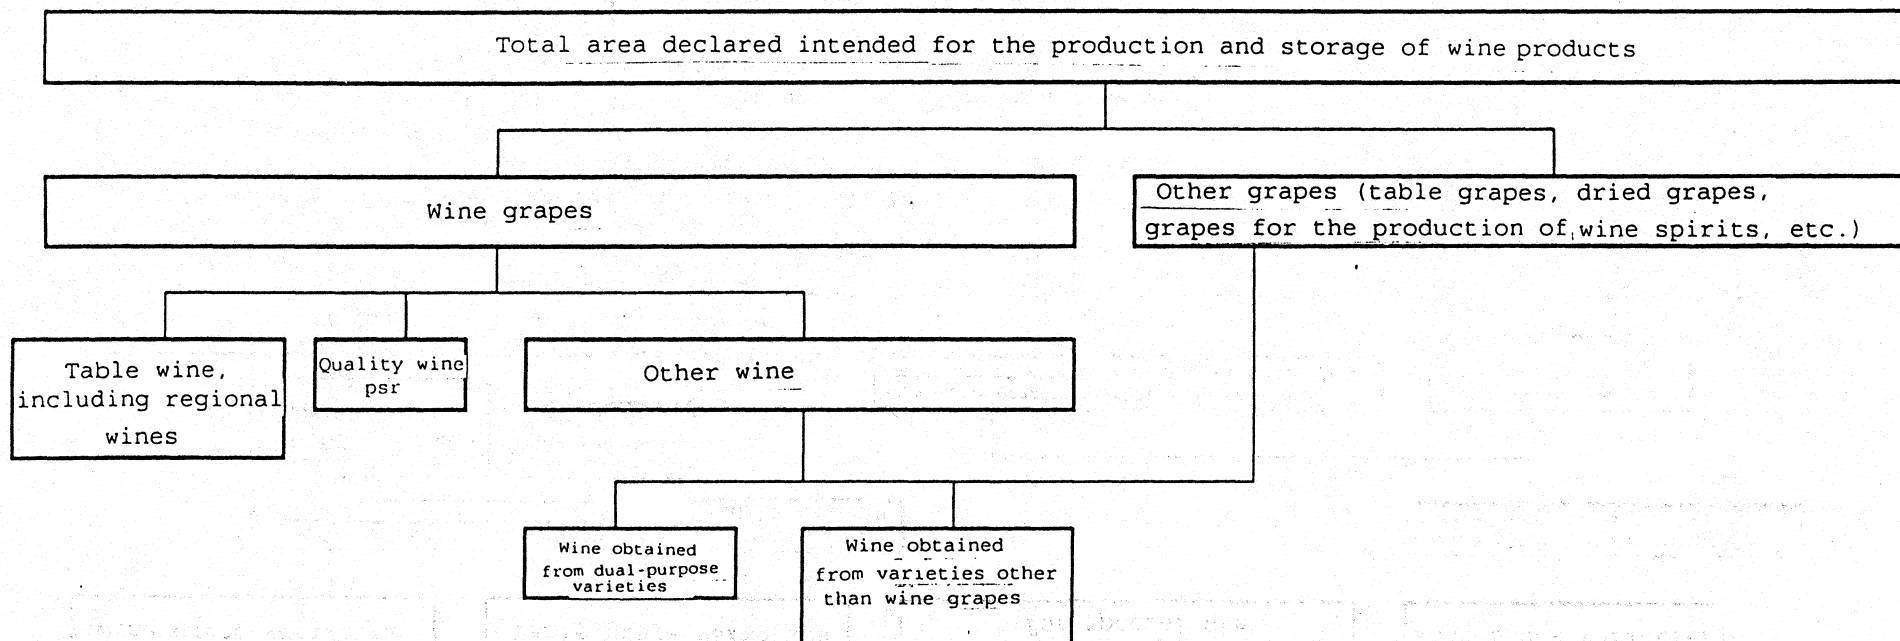 Total area declared intended for the production and storage of wine products
Wine grapes
Other grapes (table grapes, dried grapes,
grapes for the production of wine spirits, etc.)
Table wine,
including regional
wines
Quality wine
psr
Other wine
Wine obtained
from dual-purpose
varieties
Wine obtained
from varieties other
than wine grapes